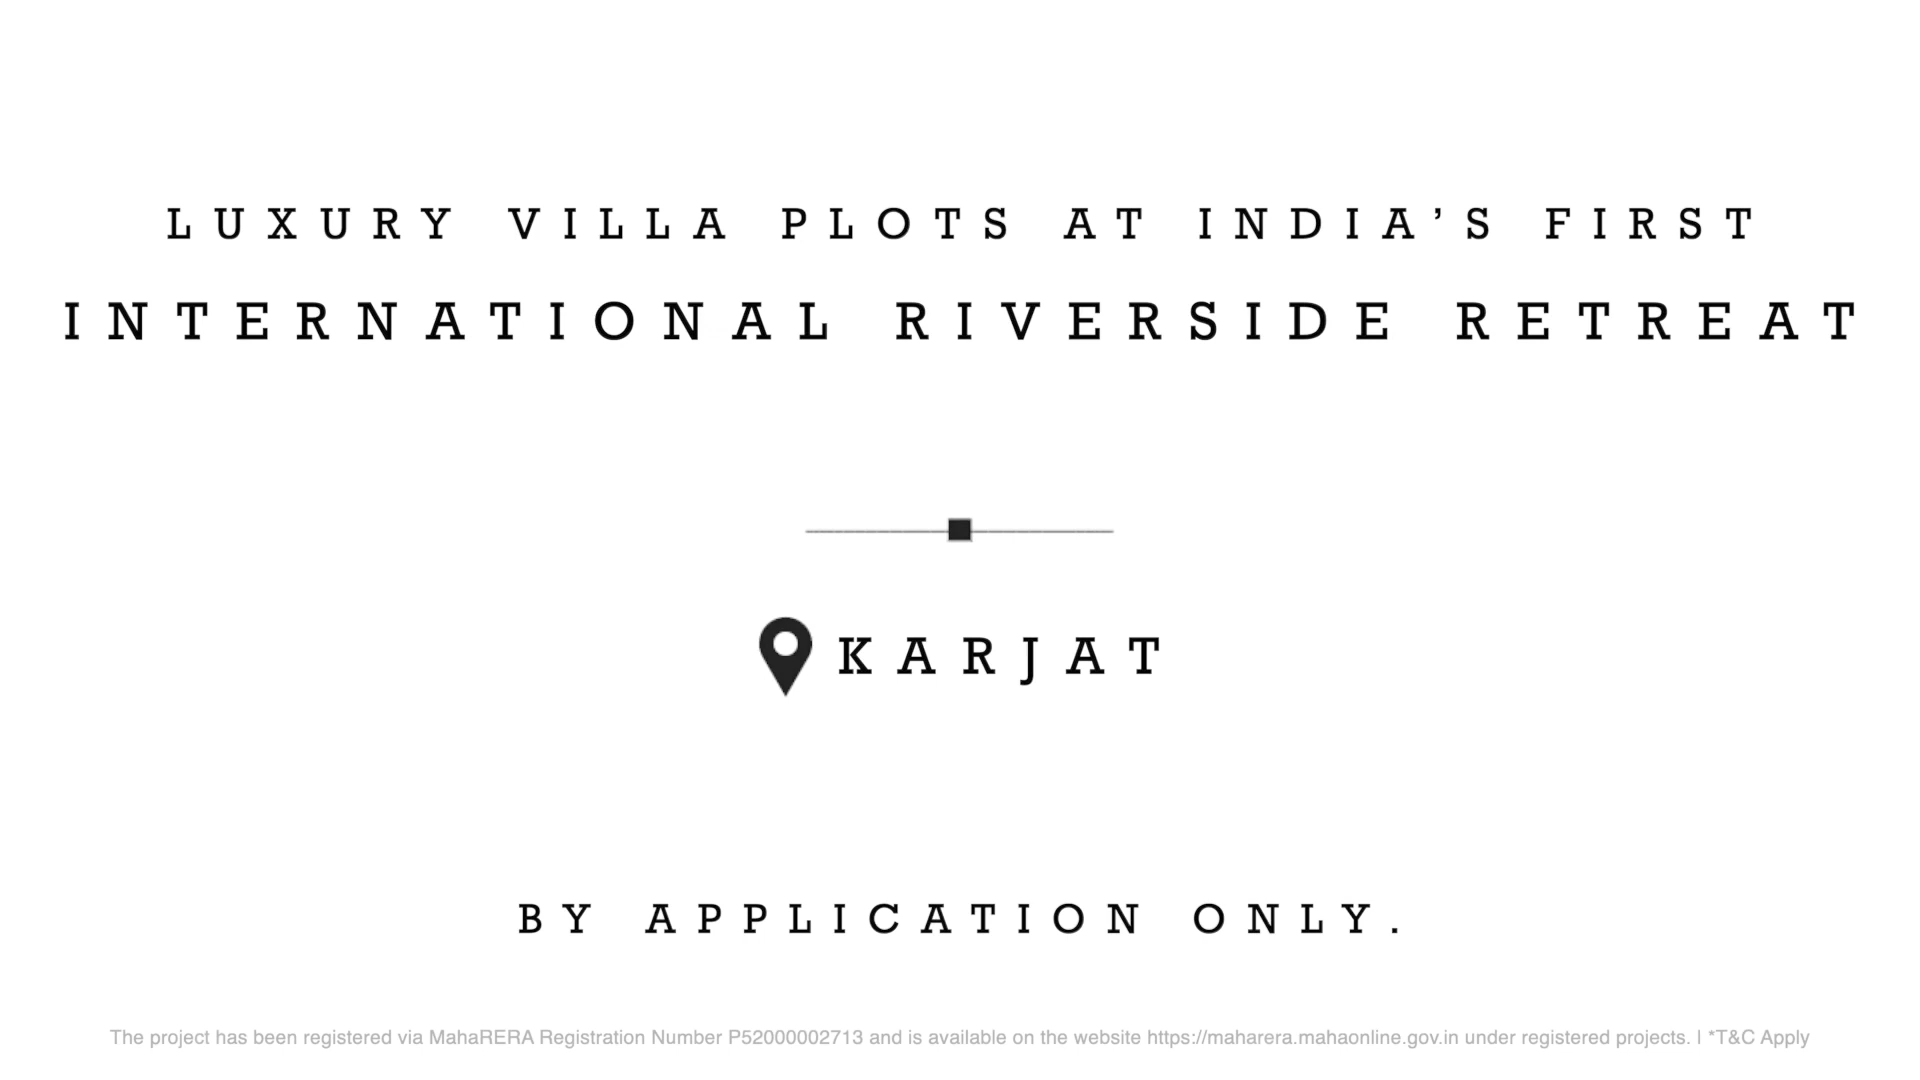 LUXURY VILLA PLOTS AT INDIA’S FIRST
INTERNATIONAL RIVERSIDE RETREAT
KARJAT
BY APPLICATION ONLY.
The project has been registered via MahaRERA Registration Number P52000002713 and is available on the website https://maharera.mahaonline.gov.in under registered projects. I *T&C Apply